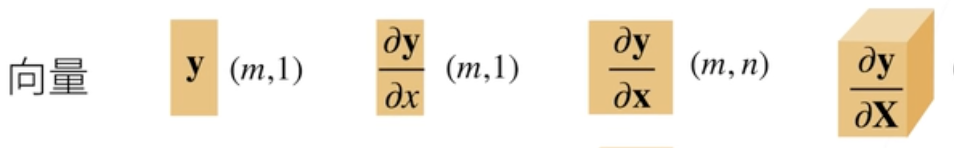 向量 y (m,1) ∂y/∂x (m,1) ∂y/∂x (m, n) ∂y/∂X